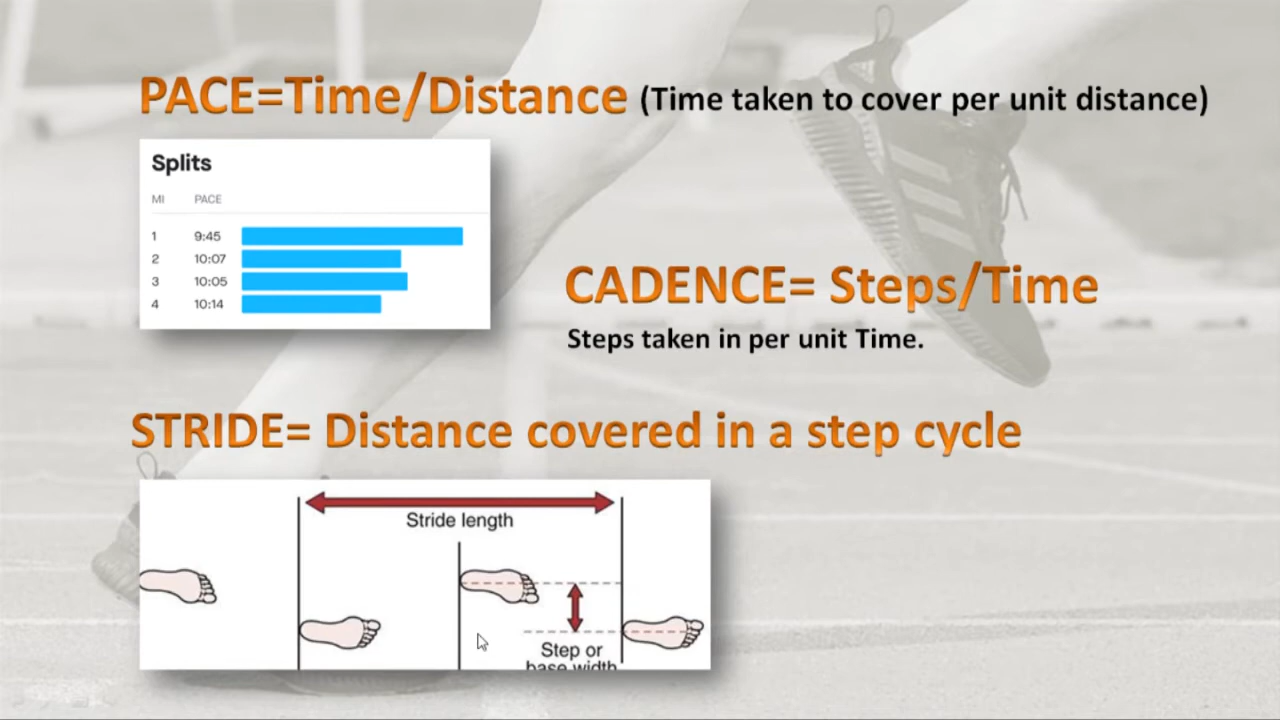 PACE=Time/Distance (Time taken to cover per unit distance)
Splits
MI PACE
1 9:45
2 10:07
3 10:05
4 10:14
CADENCE= Steps/Time
Steps taken in per unit Time.
STRIDE= Distance covered in a step cycle
Stride length
Step or
base width